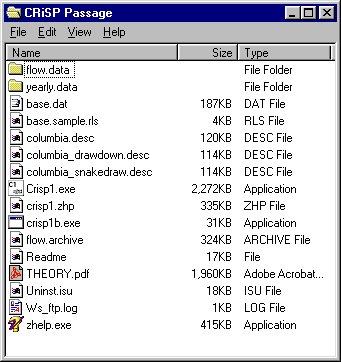 CRiSP Passage
File Edit View Help
Name Size Type
flow.data File Folder
yearly.data File Folder
base.dat 187KB DAT File
base.sample.rls 4KB RLS File
columbia.desc 120KB DESC File
columbia_drawdown.desc 114KB DESC File
columbia_snakedraw.desc 114KB DESC File
Crisp1.exe 2,272KB Application
crisp1.zhp 335KB ZHP File
crisp1b.exe 31KB Application
flow.archive 324KB ARCHIVE File
Readme 17KB File
THEORY.pdf 1,960KB Adobe Acrobat...
Uninst.isu 18KB ISU File
Ws_ftp.log 1KB LOG File
zhelp.exe 415KB Application